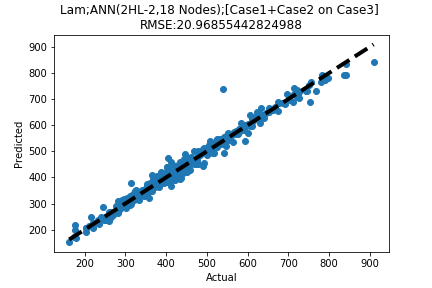 Lam;ANN(2HL-2,18 Nodes);[Case1+Case2 on Case3]
RMSE:20.96855442824988
900
800
700
600
500
400
300
200
Predicted
200 300 400 500 600 700 800 900
Actual